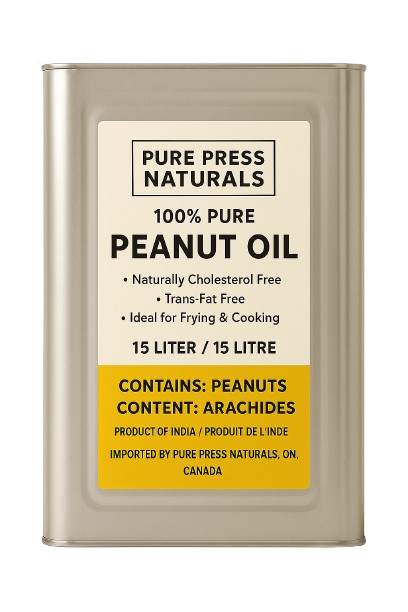 PURE PRESS
NATURALS
100% PURE
PEANUT OIL
• Naturally Cholesterol Free
• Trans-Fat Free
• Ideal for Frying & Cooking
15 LITER / 15 LITRE
CONTAINS: PEANUTS
CONTENT: ARACHIDES
PRODUCT OF INDIA / PRODUIT DE L'INDE
IMPORTED BY PURE PRESS NATURALS, ON,
CANADA